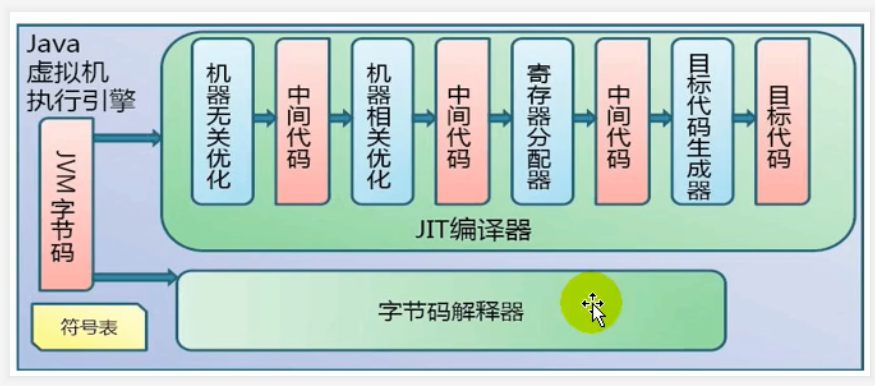 Java
虚拟机
执行引擎
JVM字节码
机器无关优化
中间代码
机器相关优化
中间代码
寄存器分配器
中间代码
目标代码生成器
目标代码
JIT编译器
字节码解释器
符号表